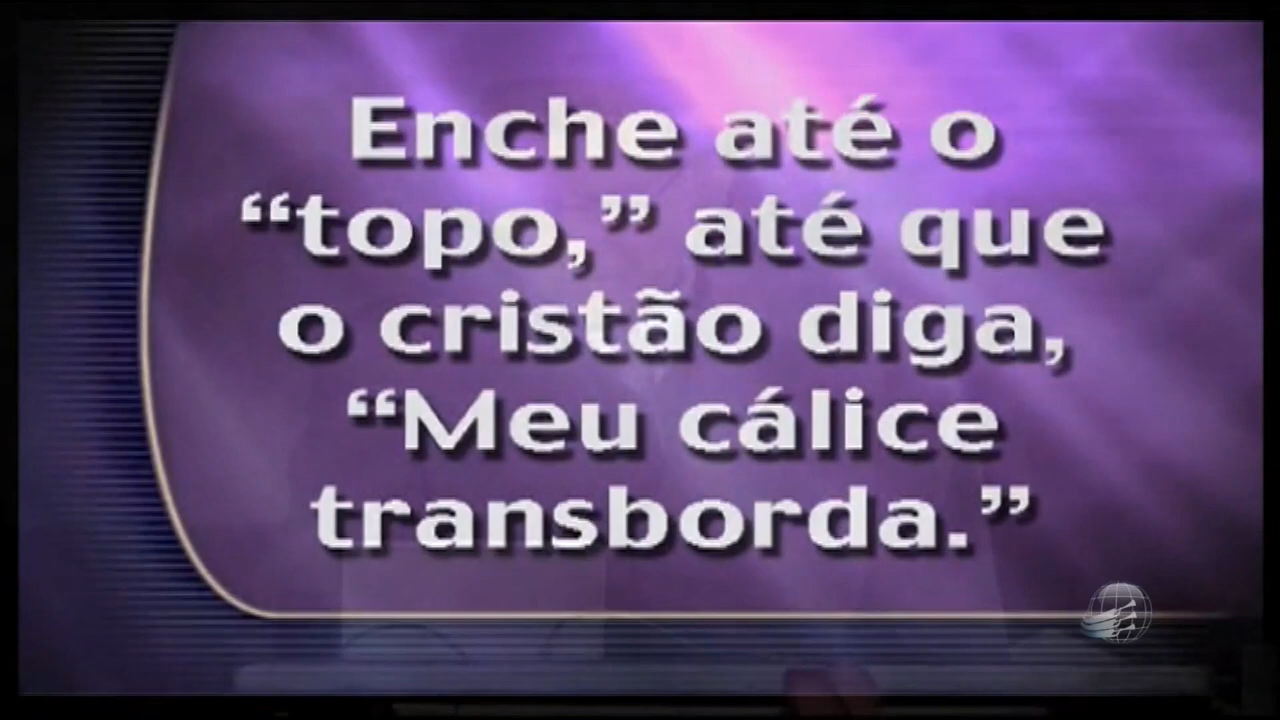 Enche até o
“topo,” até que
o cristão diga,
“Meu cálice
transborda.”